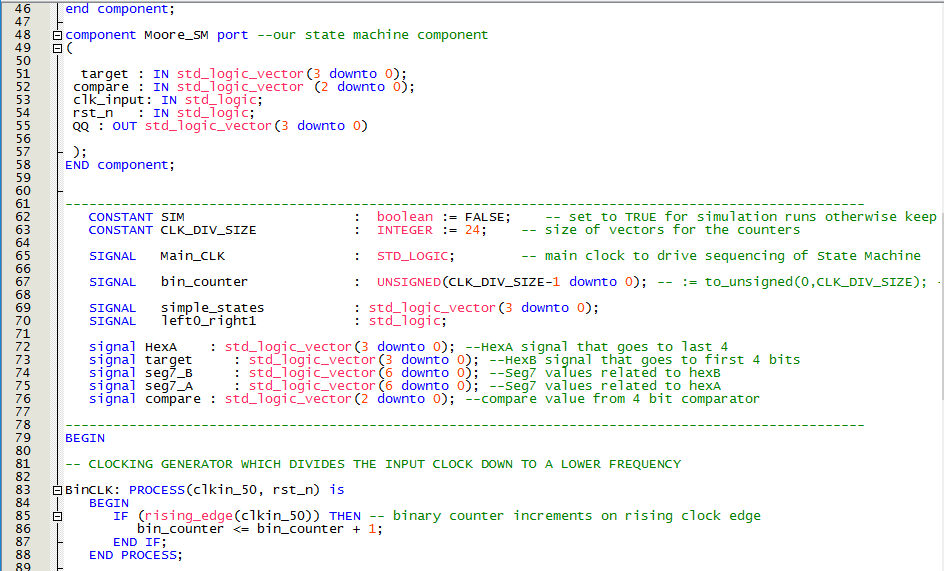 46 end component;
47
48 component Moore_SM port --our state machine component
49 (
50
51 target : IN std_logic_vector(3 downto 0);
52 compare : IN std_logic_vector (2 downto 0);
53 clk_input: IN std_logic;
54 rst_n : IN std_logic;
55 QQ : OUT std_logic_vector(3 downto 0)
56
57 );
58 END component;
59
60
61 ----------------------------------------------------------------------------------------------------
62 CONSTANT SIM : boolean := FALSE; -- set to TRUE for simulation runs otherwise keep
63 CONSTANT CLK_DIV_SIZE : INTEGER := 24; -- size of vectors for the counters
64
65 SIGNAL Main_CLK : STD_LOGIC; -- main clock to drive sequencing of State Machine
66
67 SIGNAL bin_counter : UNSIGNED(CLK_DIV_SIZE-1 downto 0); -- := to_unsigned(0,CLK_DIV_SIZE); -
68
69 SIGNAL simple_states : std_logic_vector(3 downto 0);
70 SIGNAL left0_right1 : std_logic;
71
72 signal HexA : std_logic_vector(3 downto 0); --HexA signal that goes to last 4
73 signal target : std_logic_vector(3 downto 0); --HexB signal that goes to first 4 bits
74 signal seg7_B : std_logic_vector(6 downto 0); --Seg7 values related to hexB
75 signal seg7_A : std_logic_vector(6 downto 0); --Seg7 values related to hexA
76 signal compare : std_logic_vector(2 downto 0); --compare value from 4 bit comparator
77
78 ----------------------------------------------------------------------------------------------------
79 BEGIN
80
81 -- CLOCKING GENERATOR WHICH DIVIDES THE INPUT CLOCK DOWN TO A LOWER FREQUENCY
82
83 BinCLK: PROCESS(clkin_50, rst_n) is
84 BEGIN
85 IF (rising_edge(clkin_50)) THEN -- binary counter increments on rising clock edge
86 bin_counter <= bin_counter + 1;
87 END IF;
88 END PROCESS;
89